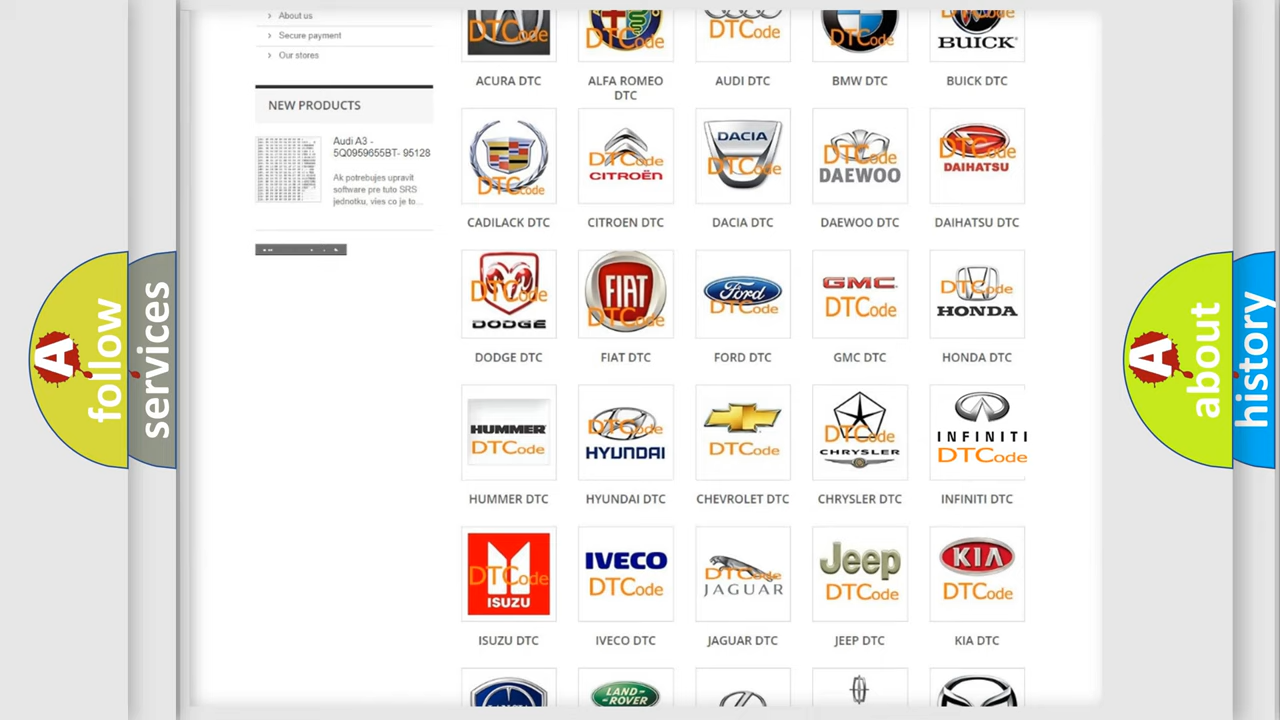 About us
Secure payment
Our stores
NEW PRODUCTS
Audi A3 -
5Q0959655BT- 95128
Ak potrebujes upravit
software pre tuto SRS
jednotku, vies co je to...
DTCode
DTCode
DTCode
DTCode
BUICK
ACURA DTC
ALFA ROMEO
DTC
AUDI DTC
BMW DTC
BUICK DTC
DTCode
DTCode
CITROËN
DACIA
DTCode
DTCode
DAEWOO
DTCode
DAIHATSU
CADILACK DTC
CITROEN DTC
DACIA DTC
DAEWOO DTC
DAIHATSU DTC
DTCode
DODGE
FIAT
DTCode
Ford
DTCode
GMC
DTCode
DTCode
HONDA
DODGE DTC
FIAT DTC
FORD DTC
GMC DTC
HONDA DTC
HUMMER
DTCode
DTCode
HYUNDAI
DTCode
DTCode
CHRYSLER
INFINITI
DTCode
HUMMER DTC
HYUNDAI DTC
CHEVROLET DTC
CHRYSLER DTC
INFINITI DTC
DTCode
ISUZU
IVECO
DTCode
DTCode
JAGUAR
Jeep
DTCode
KIA
DTCode
ISUZU DTC
IVECO DTC
JAGUAR DTC
JEEP DTC
KIA DTC
LAND-
ROVER
A follow
services
A about
history